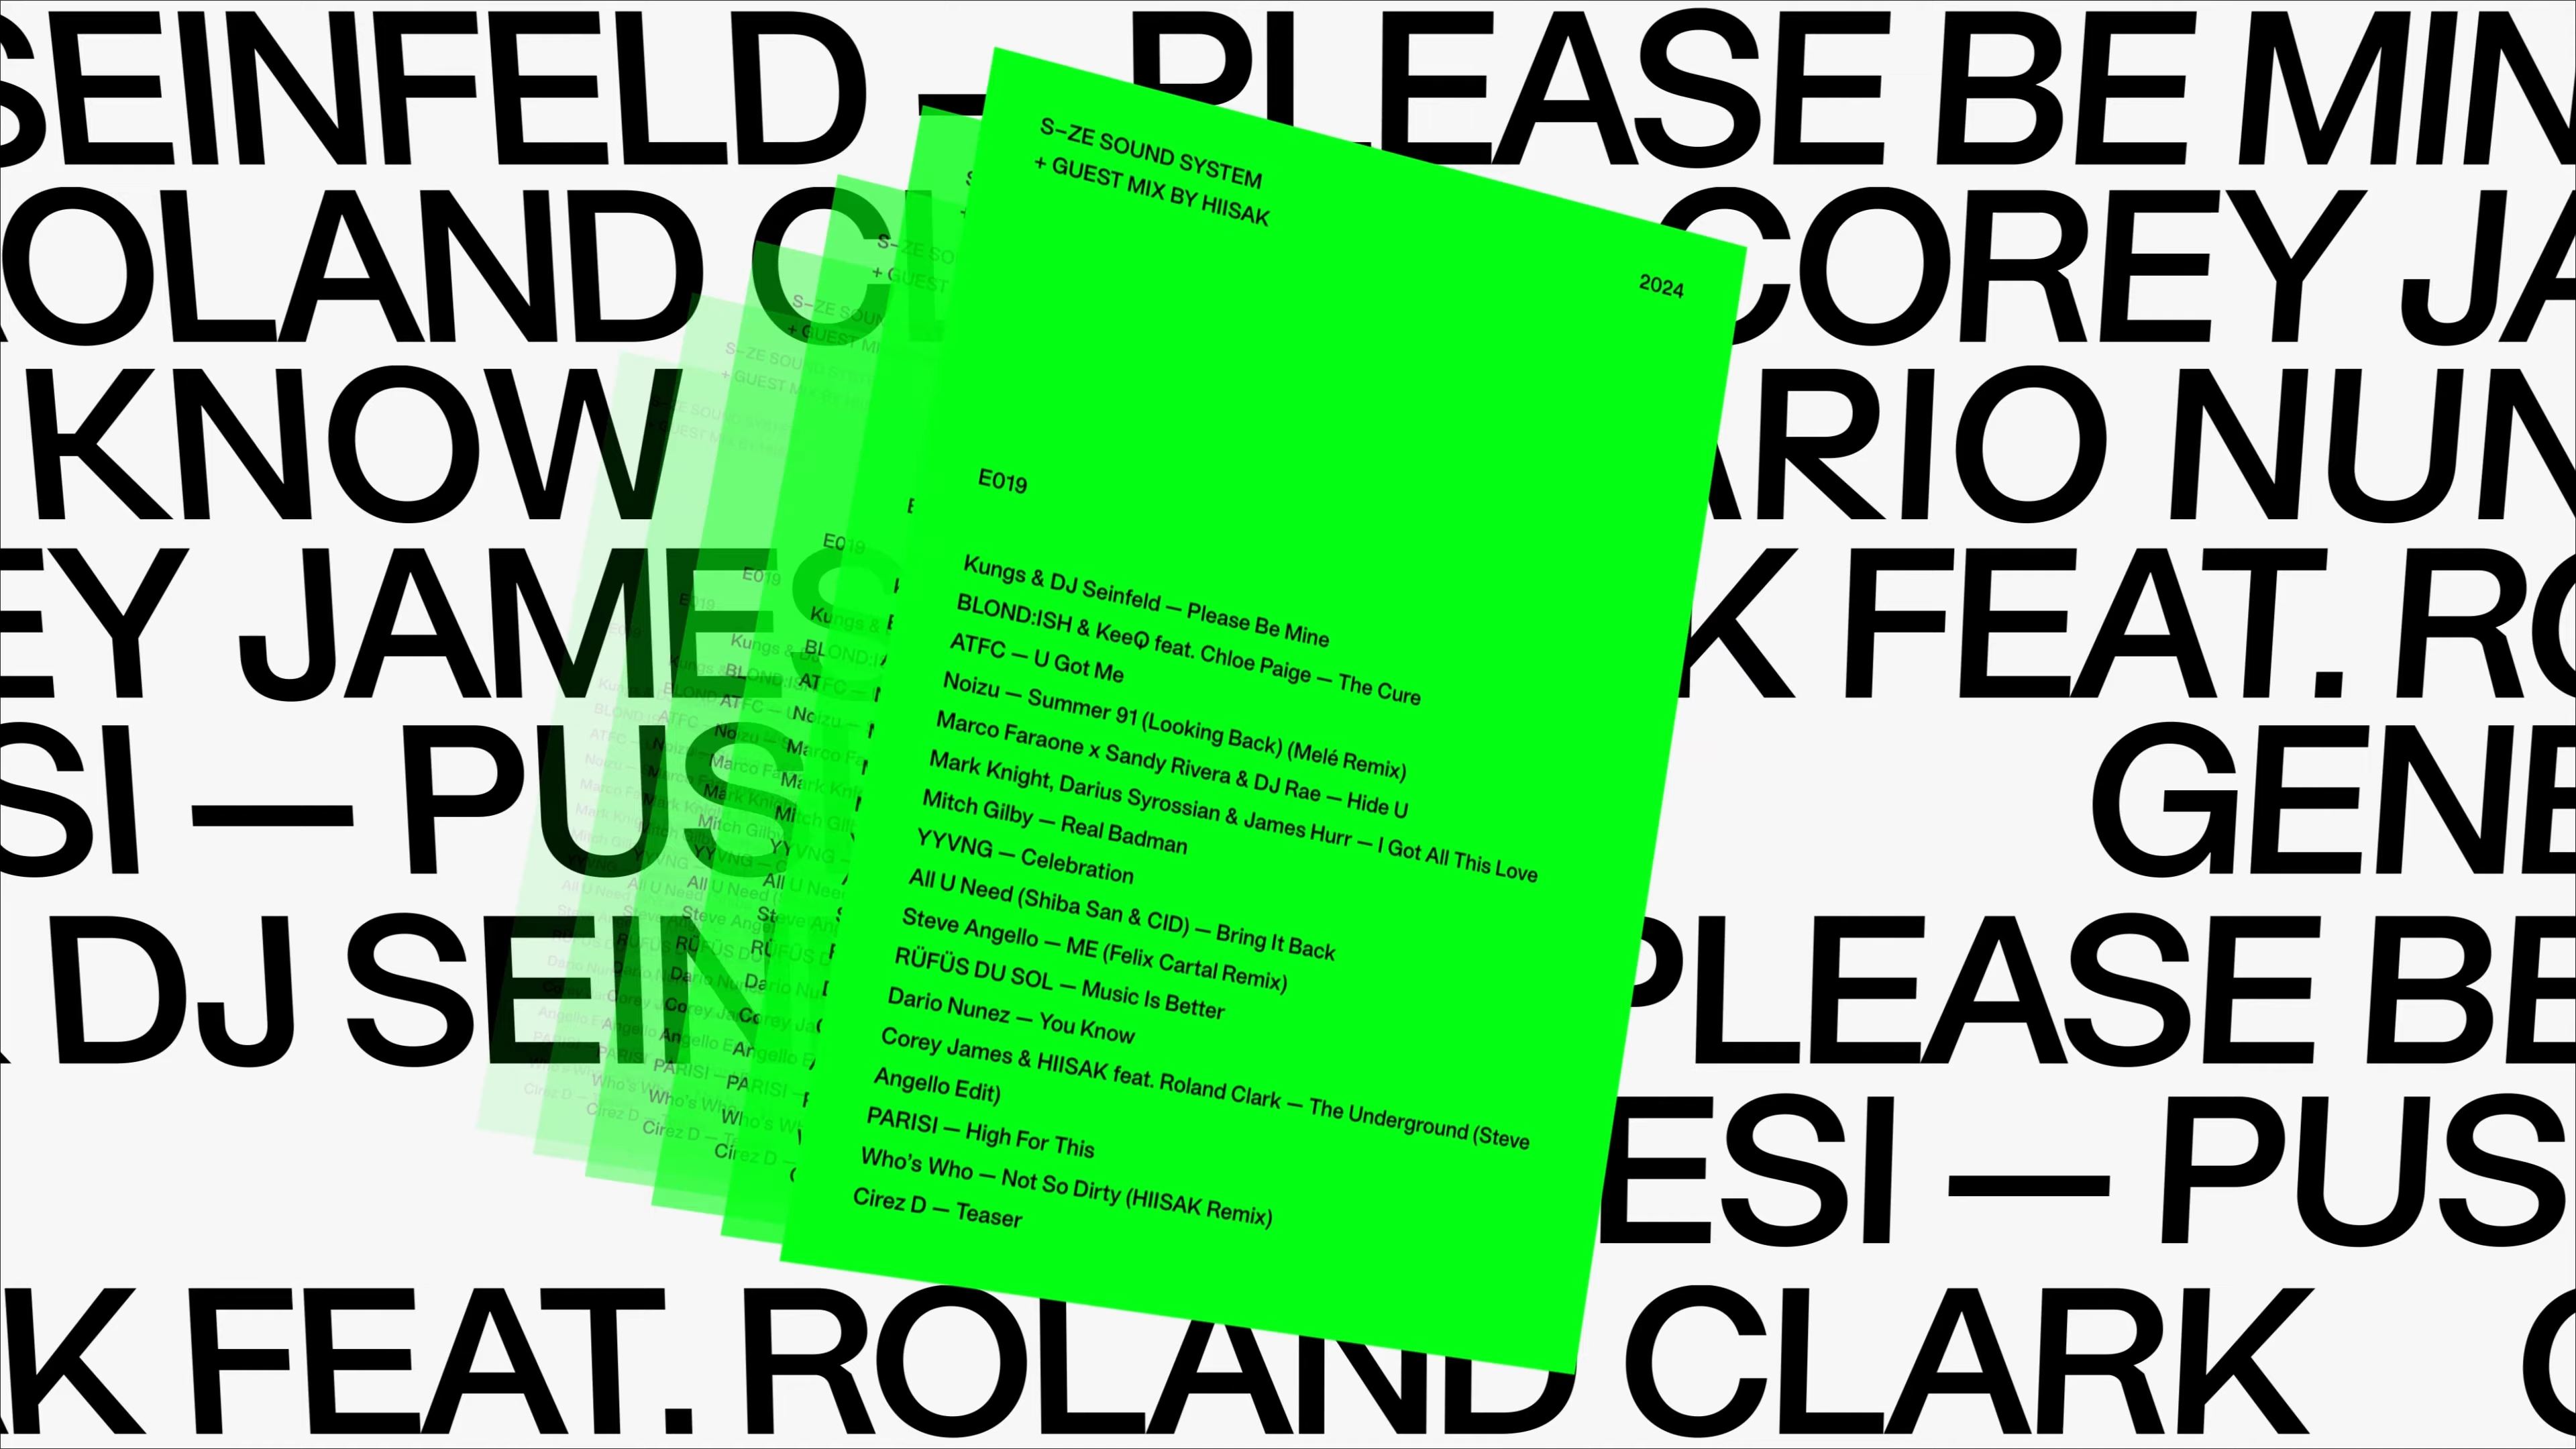 SEINFELD — PLEASE BE MIN
ROLAND CL
COREY JA
KNOW
ARIO NUN
EY JAMES
K FEAT. RO
SI — PUS
GENE
DJ SEIN
PLEASE BE
ESI — PUS
K FEAT. ROLAND CLARK
S–ZE SOUND SYSTEM
+ GUEST MIX BY HIISAK
2024
E019
Kungs & DJ Seinfeld — Please Be Mine
BLOND:ISH & KeeQ feat. Chloe Paige — The Cure
ATFC — U Got Me
Noizu — Summer 91 (Looking Back) (Melé Remix)
Marco Faraone x Sandy Rivera & DJ Rae — Hide U
Mark Knight, Darius Syrossian & James Hurr — I Got All This Love
Mitch Gilby — Real Badman
YYVNG — Celebration
All U Need (Shiba San & CID) — Bring It Back
Steve Angello — ME (Felix Cartal Remix)
RÜFÜS DU SOL — Music Is Better
Dario Nunez — You Know
Corey James & HIISAK feat. Roland Clark — The Underground (Steve
Angello Edit)
PARISI — High For This
Who's Who — Not So Dirty (HIISAK Remix)
Cirez D — Teaser